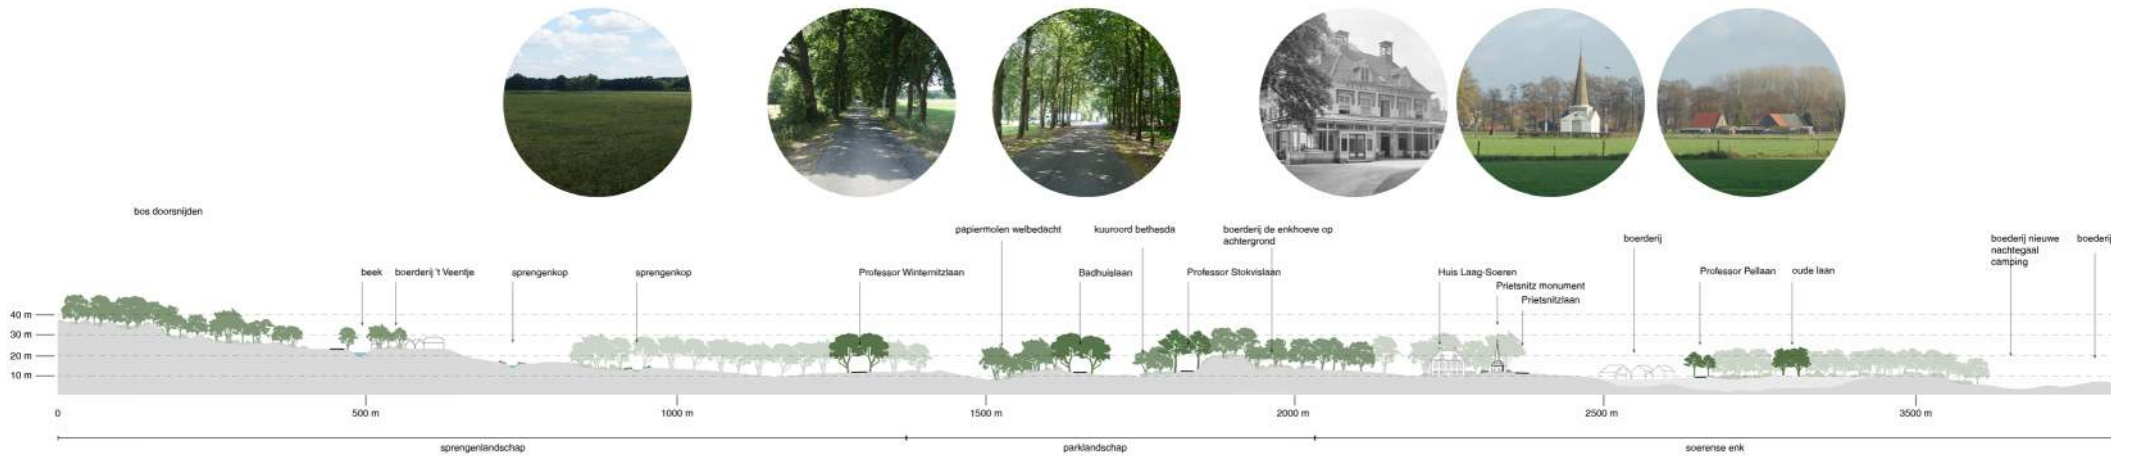 bos doorsnijden
papiermolen welbedacht
kuuroord bethesda
boerderij de enkhoeve op
achtergrond
boerderij
boederij nieuwe
nachtegaal
camping
boederij
beek
boerderij 't Veentje
sprengenkop
sprengenkop
Professor Winternitzlaan
Badhuislaan
Professor Stokvislaan
Huis Laag-Soeren
Prietsnitz monument
Prietsnitzlaan
Professor Pellaan
oude laan
40 m
30 m
20 m
10 m
0
500 m
1000 m
1500 m
2000 m
2500 m
3500 m
sprengenlandschap
parklandschap
soerense enk